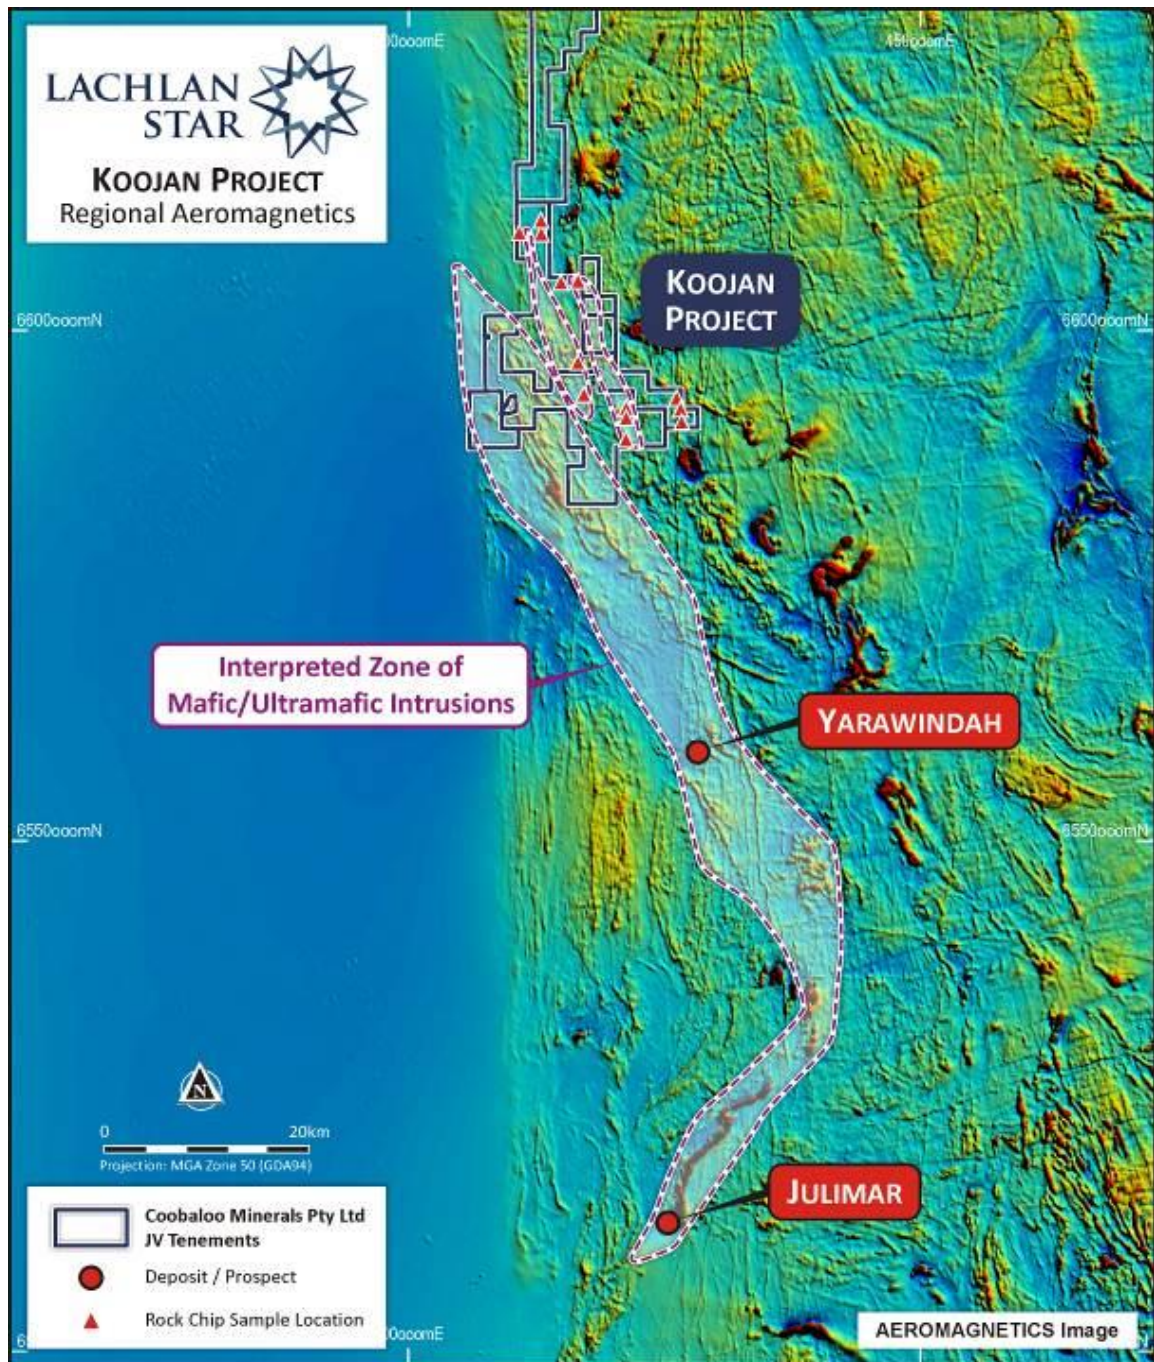 LACHLAN
STAR
KOOJAN PROJECT
Regional Aeromagnetics
450000mE
KOOJAN
PROJECT
6600000mN
6600000mN
Interpreted Zone of
Mafic/Ultramafic Intrusions
YARAWINDAH
6550000mN
6550000mN
N
0 20km
Projection: MGA Zone 50 (GDA94)
JULIMAR
Coobaloo Minerals Pty Ltd
JV Tenements
Deposit / Prospect
Rock Chip Sample Location
AEROMAGNETICS Image